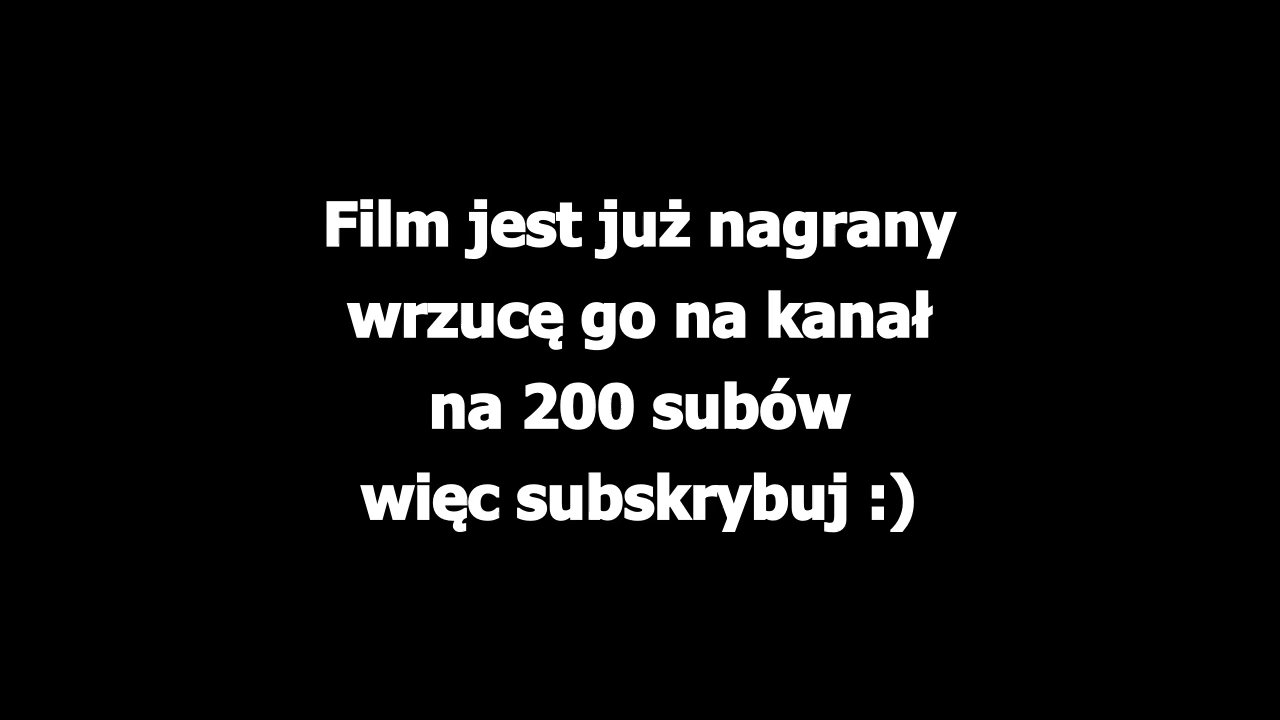 Film jest już nagrany
wrzucę go na kanał
na 200 subów
więc subskrybuj :)